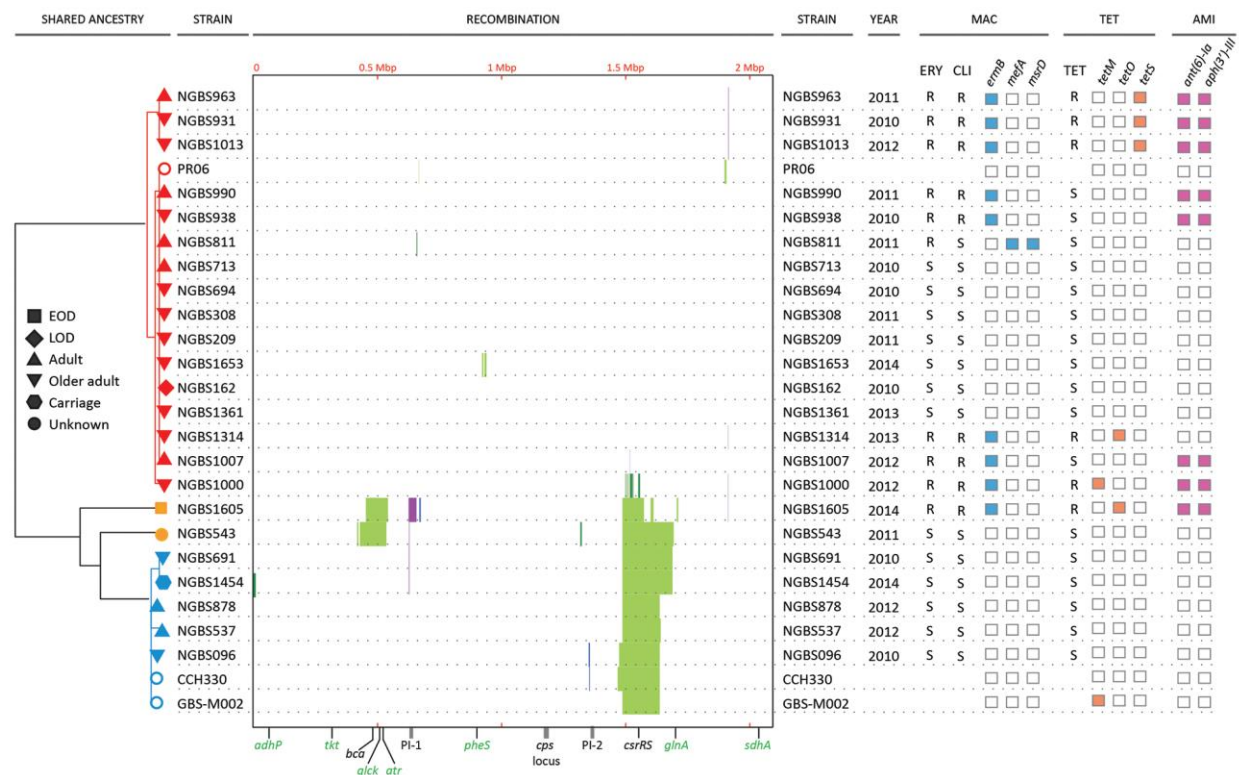 SHARED ANCESTRY STRAIN RECOMBINATION STRAIN YEAR MAC TET AMI
0 0.5 Mbp 1 Mbp 1.5 Mbp 2 Mbp
ERY CLI ermB mefA msrD TET tetM tetO tetS ant(6)-Ia aph(3')-III
NGBS963 NGBS963 2011 R R R
NGBS931 NGBS931 2010 R R R
NGBS1013 NGBS1013 2012 R R R
PR06 PR06
NGBS990 NGBS990 2011 R R S
NGBS938 NGBS938 2010 R R S
NGBS811 NGBS811 2011 R S S
NGBS713 NGBS713 2010 S S S
NGBS694 NGBS694 2010 S S S
NGBS308 NGBS308 2011 S S S
NGBS209 NGBS209 2011 S S S
NGBS1653 NGBS1653 2014 S S S
NGBS162 NGBS162 2010 S S S
NGBS1361 NGBS1361 2013 S S S
NGBS1314 NGBS1314 2013 R R R
NGBS1007 NGBS1007 2012 R R S
NGBS1000 NGBS1000 2012 R R R
NGBS1605 NGBS1605 2014 R R R
NGBS543 NGBS543 2011 S S S
NGBS691 NGBS691 2010 S S S
NGBS1454 NGBS1454 2014 S S S
NGBS878 NGBS878 2012 S S S
NGBS537 NGBS537 2012 S S S
NGBS096 NGBS096 2010 S S S
CCH330 CCH330
GBS-M002 GBS-M002
EOD
LOD
Adult
Older adult
Carriage
Unknown
adhP tkt bca PI-1 pheS cps PI-2 csrRS glnA sdhA
locus
glck atr